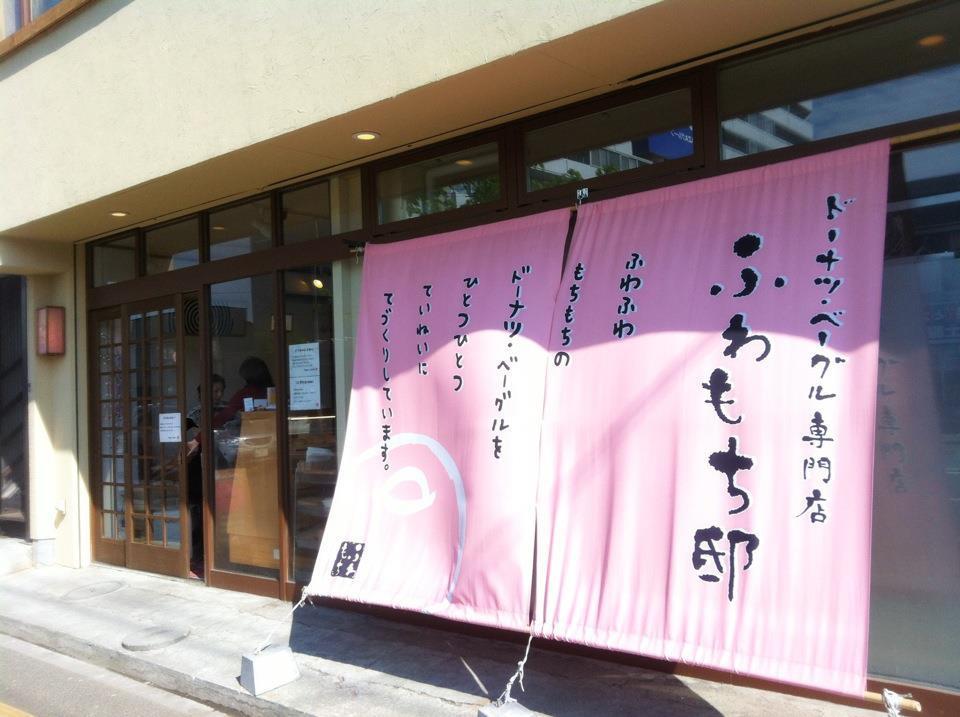 ドーナツ・ベーグル専門店
ふわもち邸
ふわふわ
もちもちの
ドーナツ・ベーグルを
ひとつひとつ
ていねいに
てづくりしています。